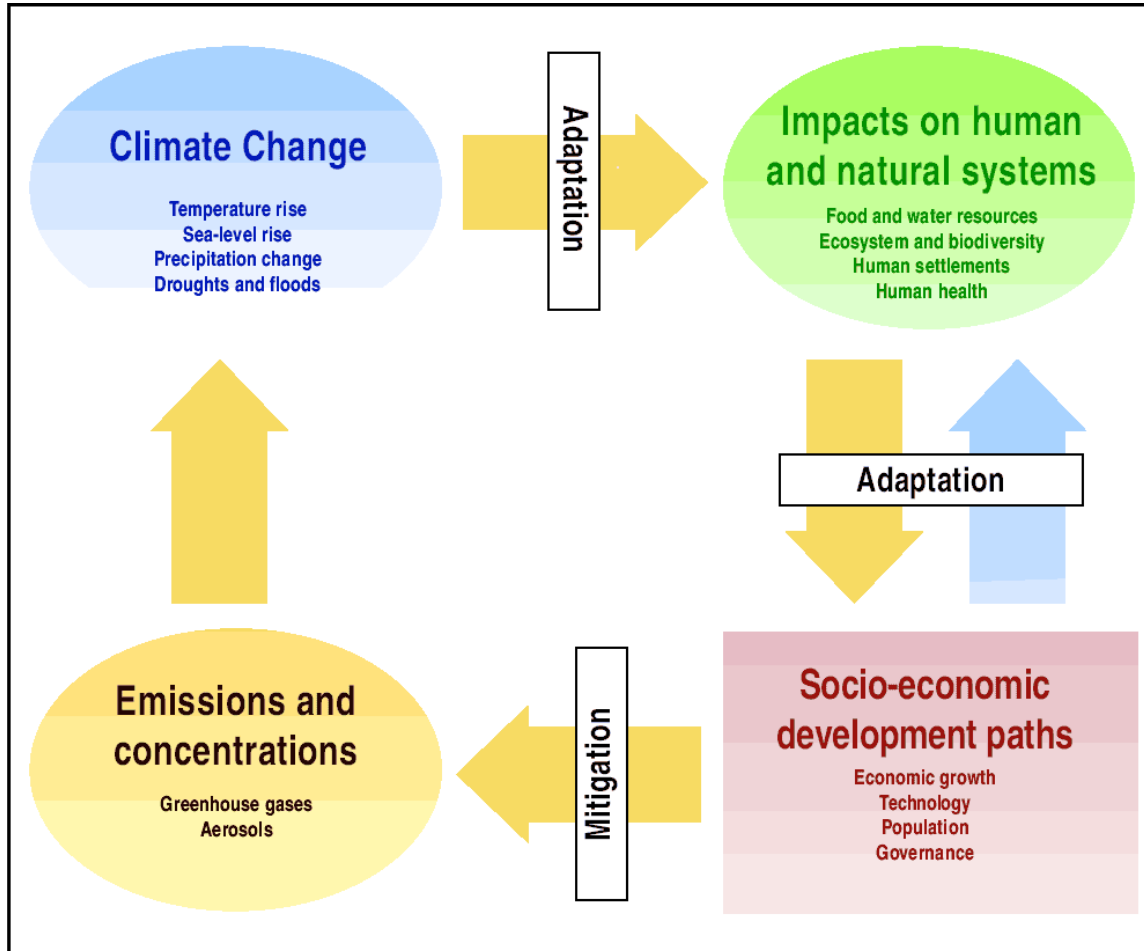 Climate Change
Temperature rise
Sea-level rise
Precipitation change
Droughts and floods
Adaptation
Impacts on human
and natural systems
Food and water resources
Ecosystem and biodiversity
Human settlements
Human health
Adaptation
Emissions and
concentrations
Greenhouse gases
Aerosols
Mitigation
Socio-economic
development paths
Economic growth
Technology
Population
Governance